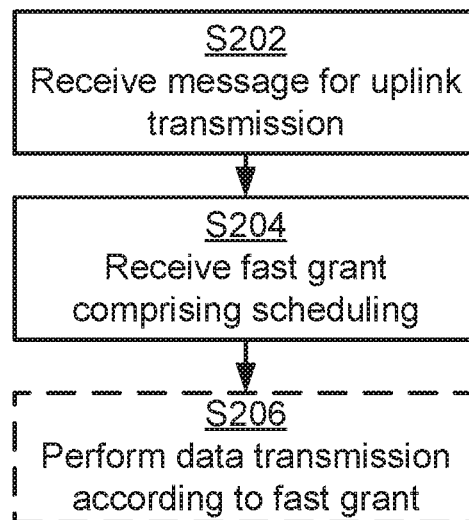 S202
Receive message for uplink
transmission
S204
Receive fast grant
comprising scheduling
S206
Perform data transmission
according to fast grant